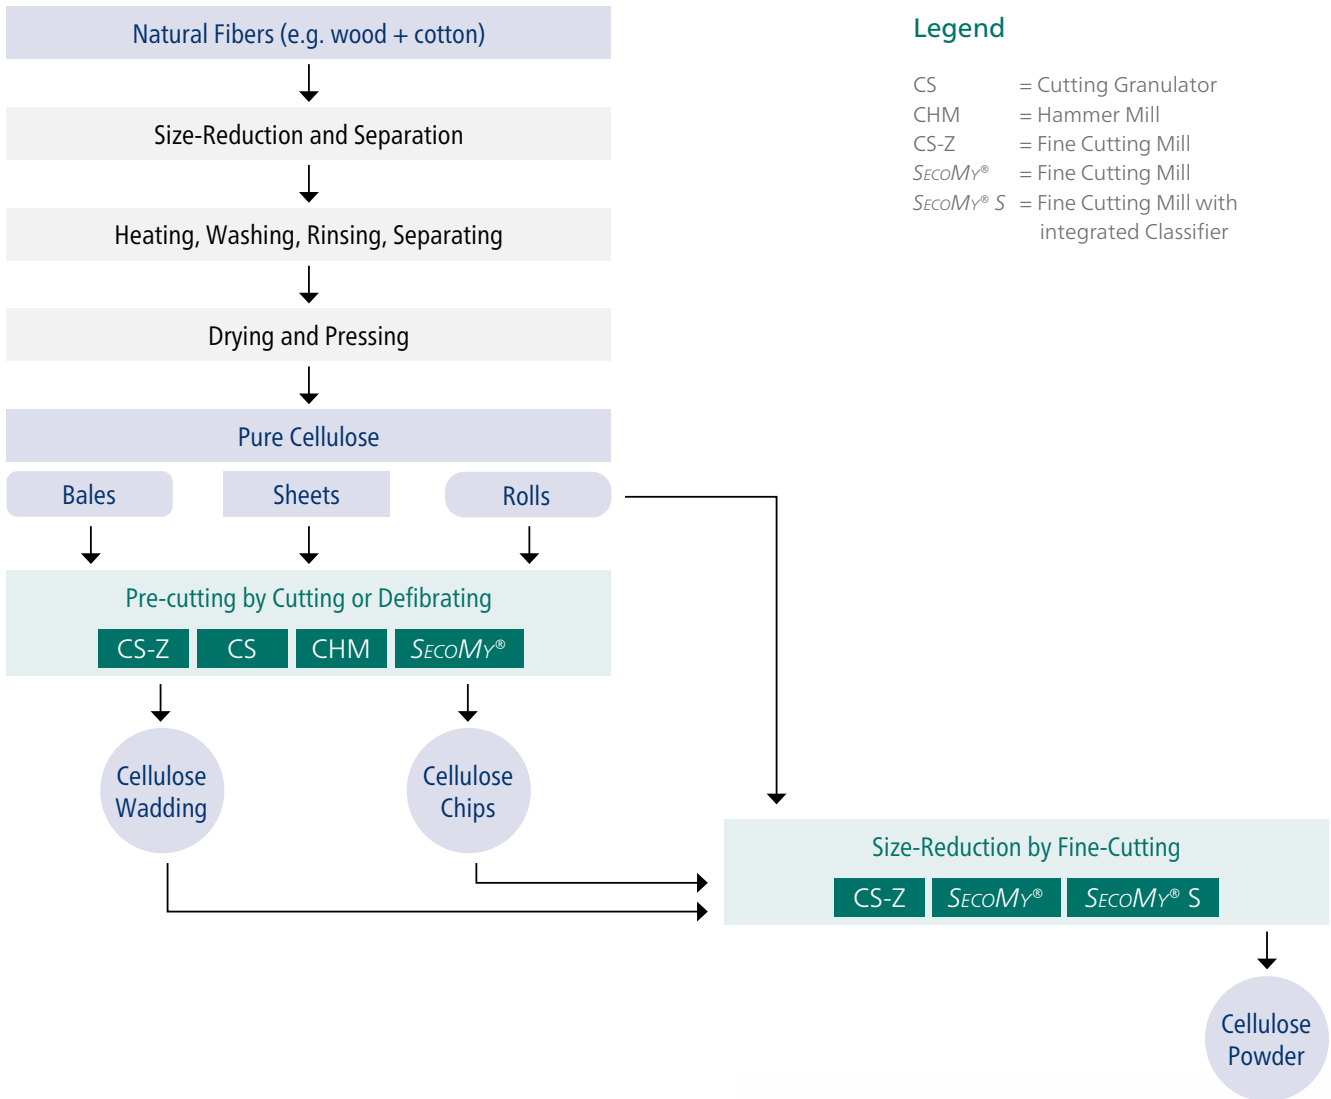 Natural Fibers (e.g. wood + cotton)
Size-Reduction and Separation
Heating, Washing, Rinsing, Separating
Drying and Pressing
Pure Cellulose
Bales
Sheets
Rolls
Pre-cutting by Cutting or Defibrating
CS-Z CS CHM SECOMY®
Cellulose
Wadding
Cellulose
Chips
Size-Reduction by Fine-Cutting
CS-Z SECOMY® SECOMY® S
Cellulose
Powder
Legend
CS = Cutting Granulator
CHM = Hammer Mill
CS-Z = Fine Cutting Mill
SECOMY® = Fine Cutting Mill
SECOMY® S = Fine Cutting Mill with
integrated Classifier